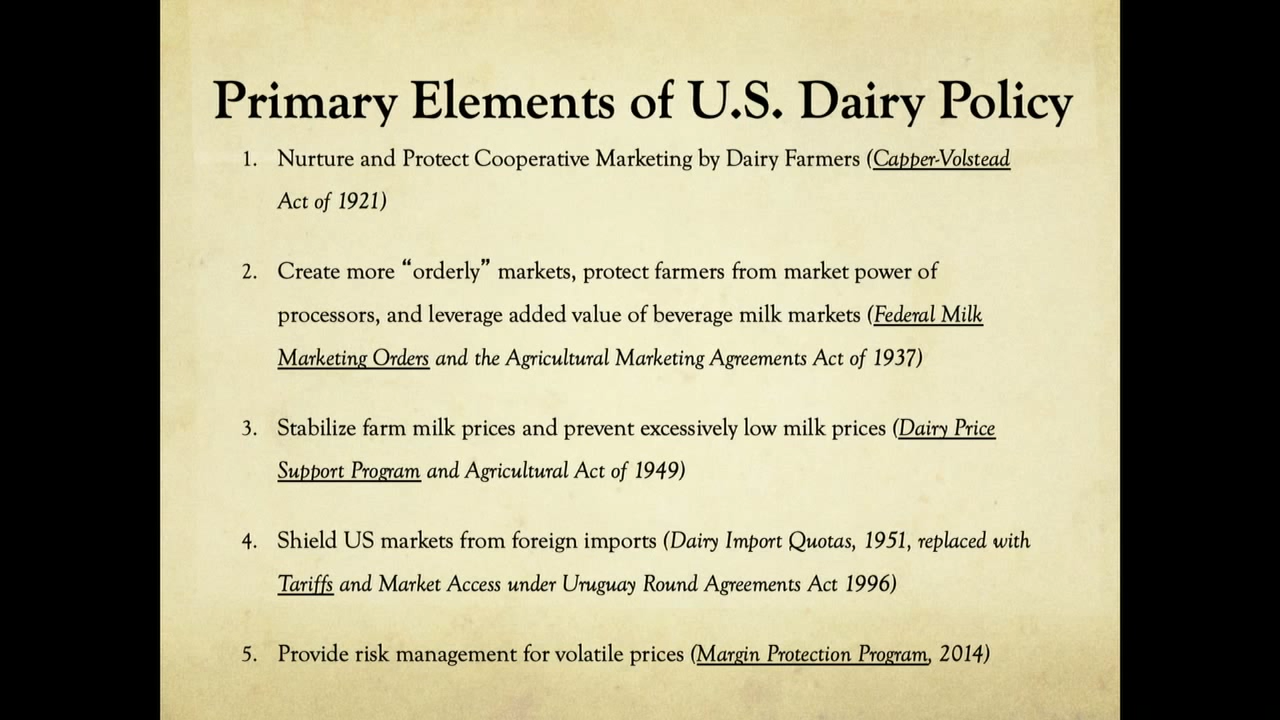 Primary Elements of U.S. Dairy Policy
1. Nurture and Protect Cooperative Marketing by Dairy Farmers (Capper-Volstead
Act of 1921)
2. Create more “orderly” markets, protect farmers from market power of
processors, and leverage added value of beverage milk markets (Federal Milk
Marketing Orders and the Agricultural Marketing Agreements Act of 1937)
3. Stabilize farm milk prices and prevent excessively low milk prices (Dairy Price
Support Program and Agricultural Act of 1949)
4. Shield US markets from foreign imports (Dairy Import Quotas, 1951, replaced with
Tariffs and Market Access under Uruguay Round Agreements Act 1996)
5. Provide risk management for volatile prices (Margin Protection Program, 2014)